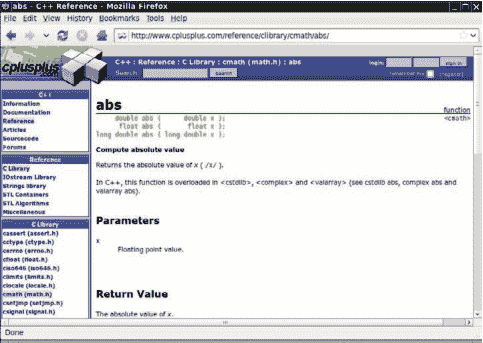 abs - C++ Reference - Mozilla Firefox
File Edit View History Bookmarks Tools Help
http://www.cplusplus.com/reference/clibrary/cmath/abs/
cplusplus
.com
C++ : Reference : C Library : cmath (math.h) : abs
login:
sign in
Search:
search
remember me
[register]
C++
Information
Documentation
Reference
Articles
Sourcecode
Forums
Reference
C Library
IOstream Library
Strings library
STL Containers
STL Algorithms
Miscellaneous
C Library
cassert (assert.h)
cctype (ctype.h)
cerrno (errno.h)
cfloat (float.h)
ciso646 (iso646.h)
climits (limits.h)
clocale (locale.h)
cmath (math.h)
csetjmp (setjmp.h)
csignal (signal.h)
abs
function
<cmath>
double abs ( double x );
float abs ( float x );
long double abs ( long double x );
Compute absolute value
Returns the absolute value of x ( /x/ ).
In C++, this function is overloaded in <cstdlib>, <complex> and <valarray> (see cstdlib abs, complex abs and
valarray abs).
Parameters
x
Floating point value.
Return Value
The absolute value of x.
Done